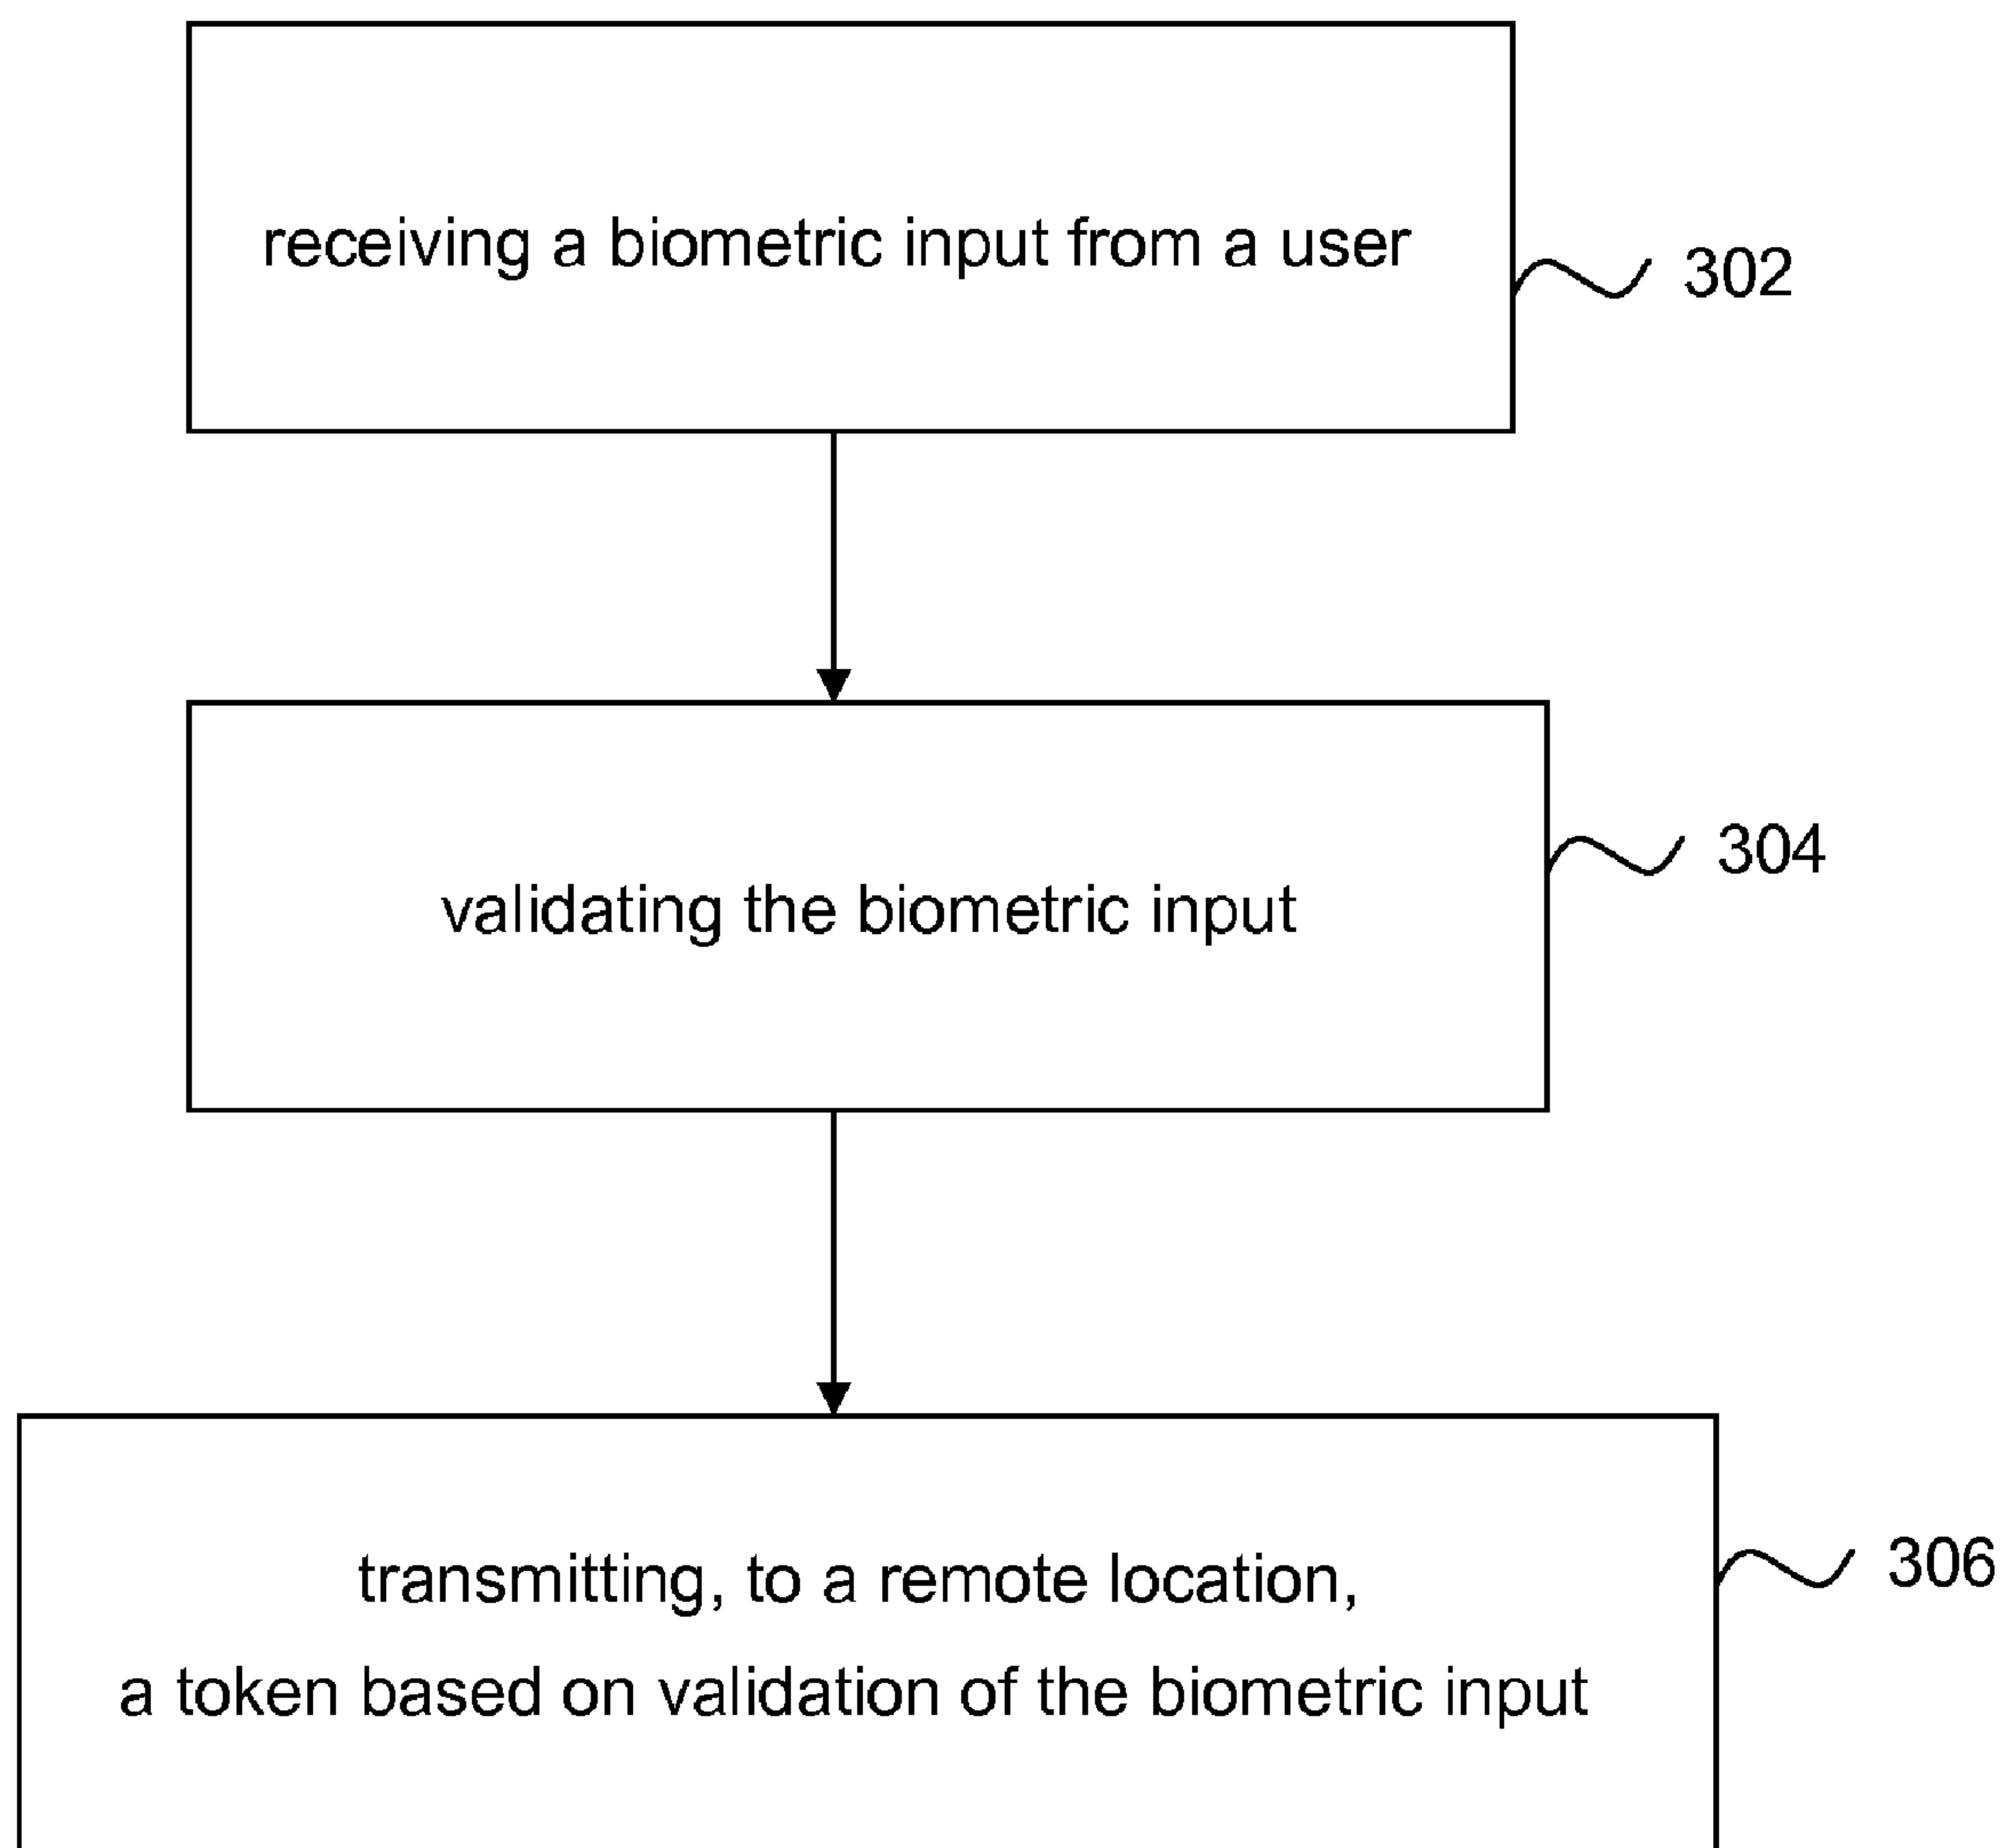 receiving a biometric input from a user
302
validating the biometric input
304
transmitting, to a remote location,
a token based on validation of the biometric input
306